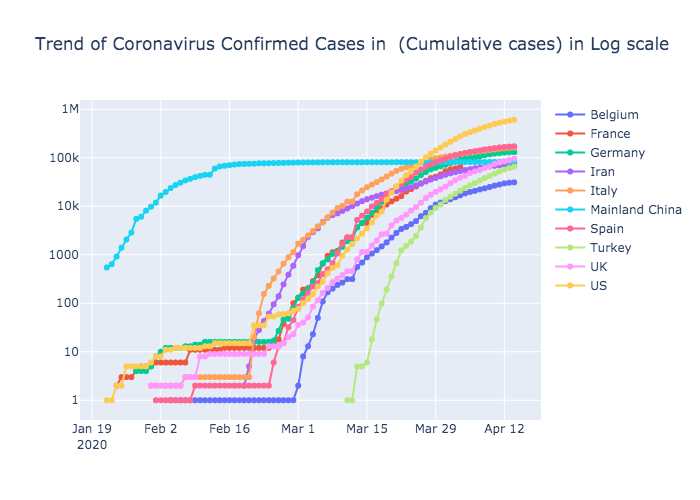 Trend of Coronavirus Confirmed Cases in  (Cumulative cases) in Log scale
1M
100k
10k
1000
100
10
1
Jan 19
2020
Feb 2
Feb 16
Mar 1
Mar 15
Mar 29
Apr 12
Belgium
France
Germany
Iran
Italy
Mainland China
Spain
Turkey
UK
US